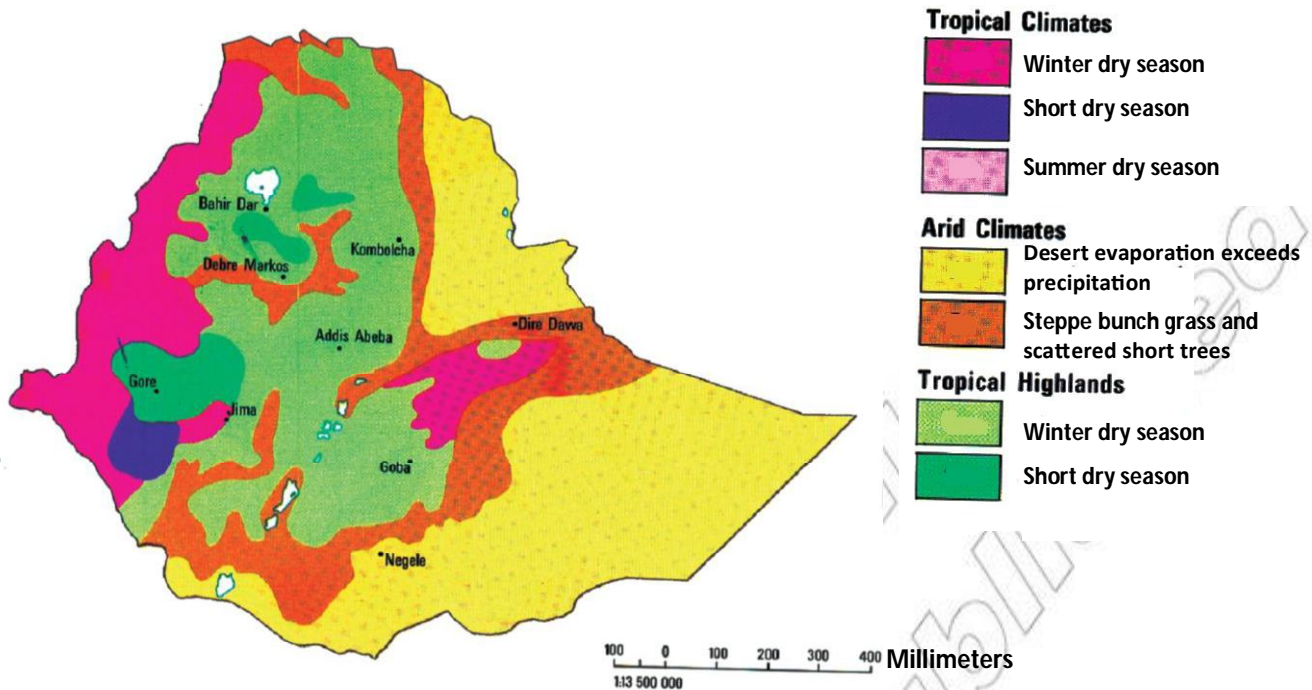 Bahir Dar
Kombolcha
Debre Markos
Addis Abeba
Dire Dawa
Gore
Jima
Goba
Negele
100 0 100 200 300 400 Millimeters
1:13 500 000
Tropical Climates
Winter dry season
Short dry season
Summer dry season
Arid Climates
Desert evaporation exceeds
precipitation
Steppe bunch grass and
scattered short trees
Tropical Highlands
Winter dry season
Short dry season